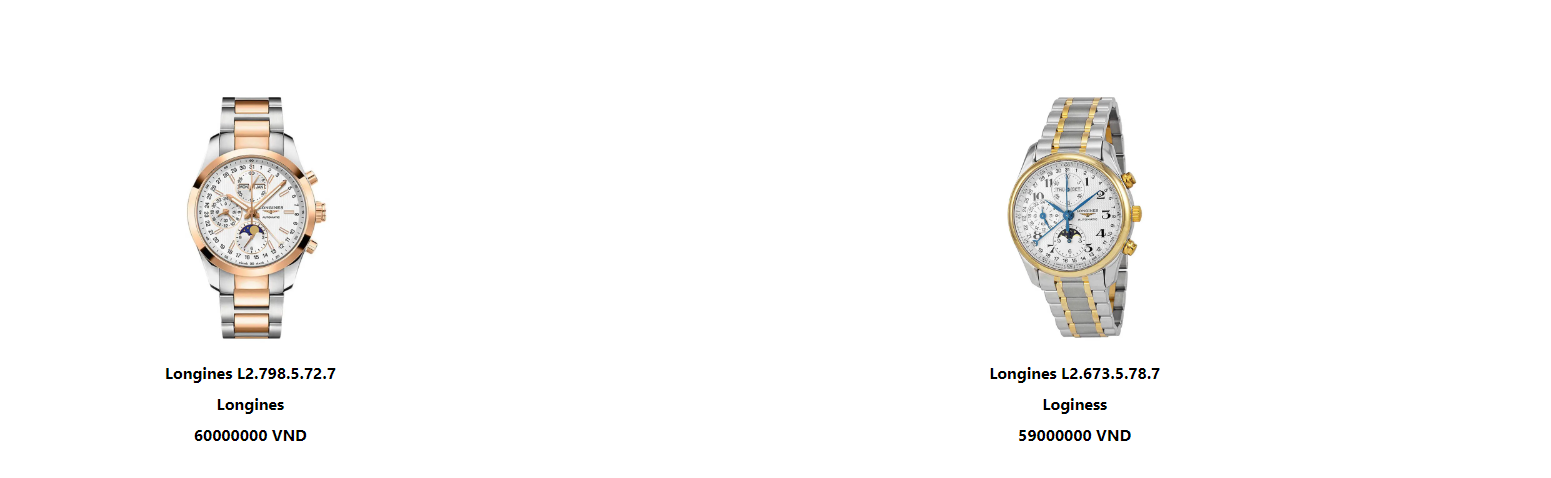 Longines L2.798.5.72.7
Longines
60000000 VND
Longines L2.673.5.78.7
Loginess
59000000 VND